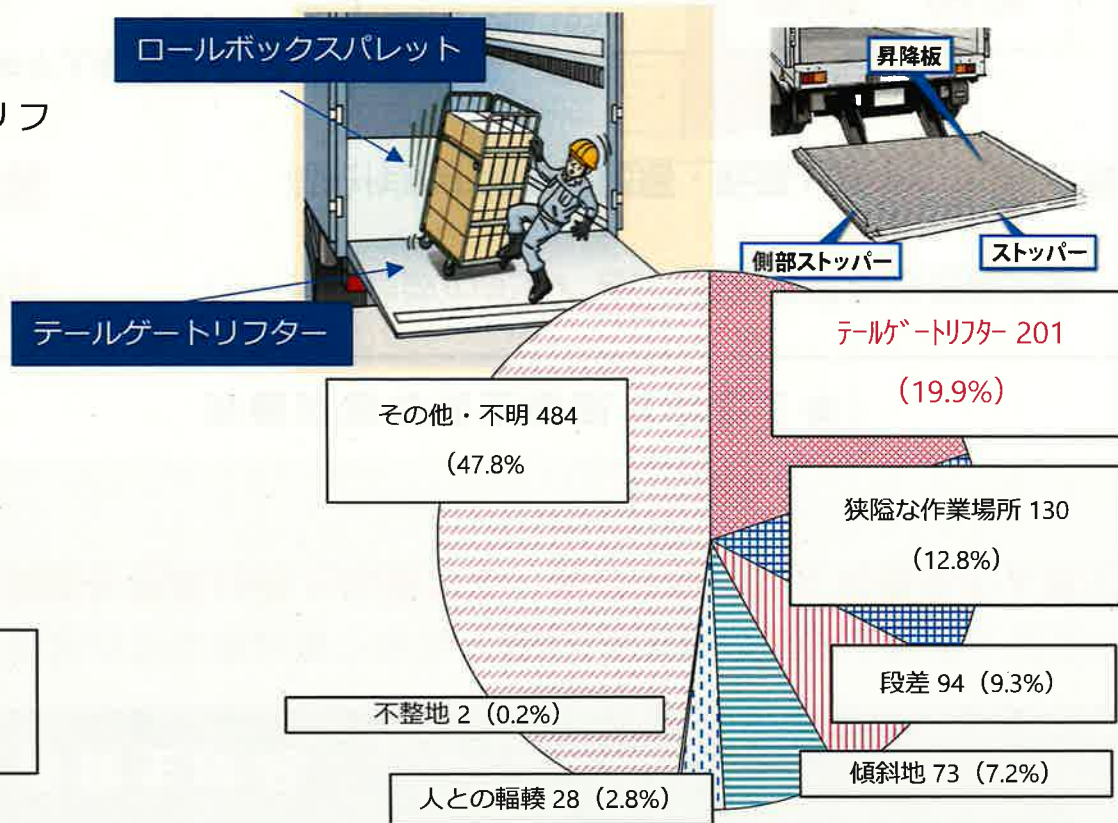 ロールボックスパレット
昇降板
リフ
側部ストッパー
ストッパー
テールゲートリフター
テールゲートリフター 201
（19.9%）
その他・不明 484
（47.8%
狭隘な作業場所 130
（12.8%）
段差 94（9.3%）
不整地 2（0.2%）
傾斜地 73（7.2%）
人との輻輳 28（2.8%）